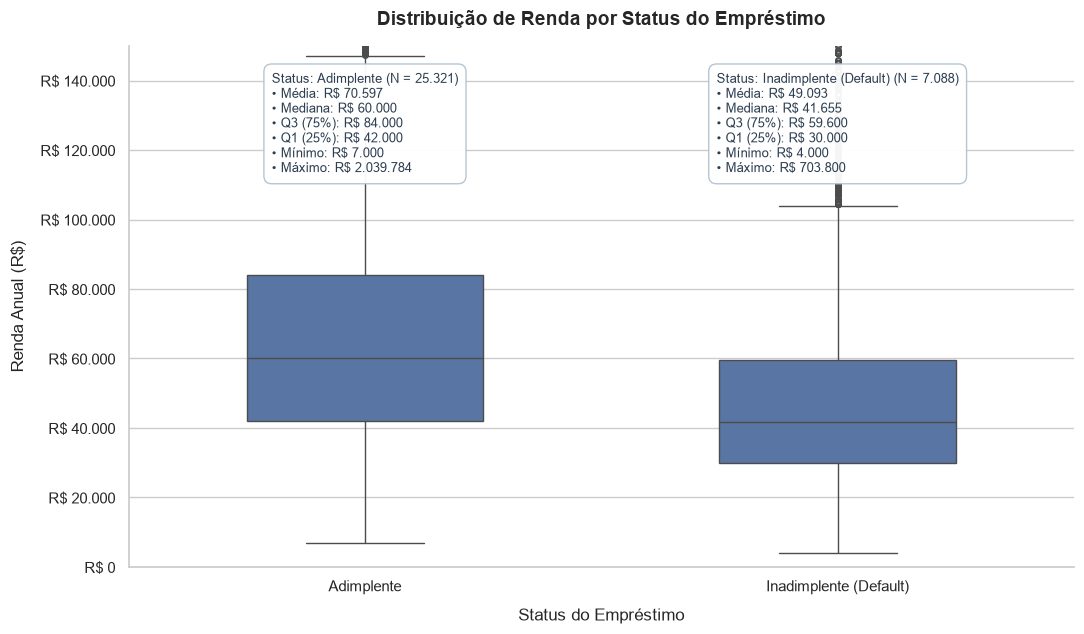 Distribuição de Renda por Status do Empréstimo
Renda Anual (R$)
R$ 140.000
R$ 120.000
R$ 100.000
R$ 80.000
R$ 60.000
R$ 40.000
R$ 20.000
R$ 0
Status: Adimplente (N = 25.321)
• Média: R$ 70.597
• Mediana: R$ 60.000
• Q3 (75%): R$ 84.000
• Q1 (25%): R$ 42.000
• Mínimo: R$ 7.000
• Máximo: R$ 2.039.784
Status: Inadimplente (Default) (N = 7.088)
• Média: R$ 49.093
• Mediana: R$ 41.655
• Q3 (75%): R$ 59.600
• Q1 (25%): R$ 30.000
• Mínimo: R$ 4.000
• Máximo: R$ 703.800
Adimplente
Inadimplente (Default)
Status do Empréstimo